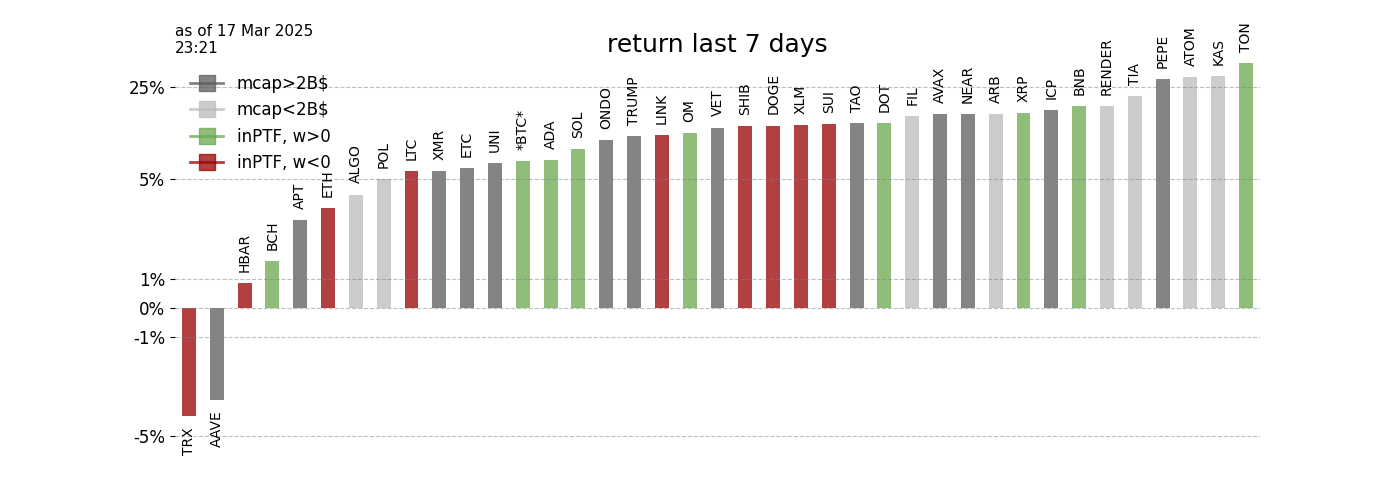 as of 17 Mar 2025
23:21
return last 7 days
mcap>2B$
mcap<2B$
inPTF, w>0
inPTF, w<0
25%
5%
1%
0%
-1%
-5%
TRX
AAVE
HBAR
BCH
APT
ETH
ALGO
POL
LTC
XMR
ETC
UNI
*BTC*
ADA
SOL
ONDO
TRUMP
LINK
OM
VET
SHIB
DOGE
XLM
SUI
TAO
DOT
FIL
AVAX
NEAR
ARB
XRP
ICP
BNB
RENDER
TIA
PEPE
ATOM
KAS
TON